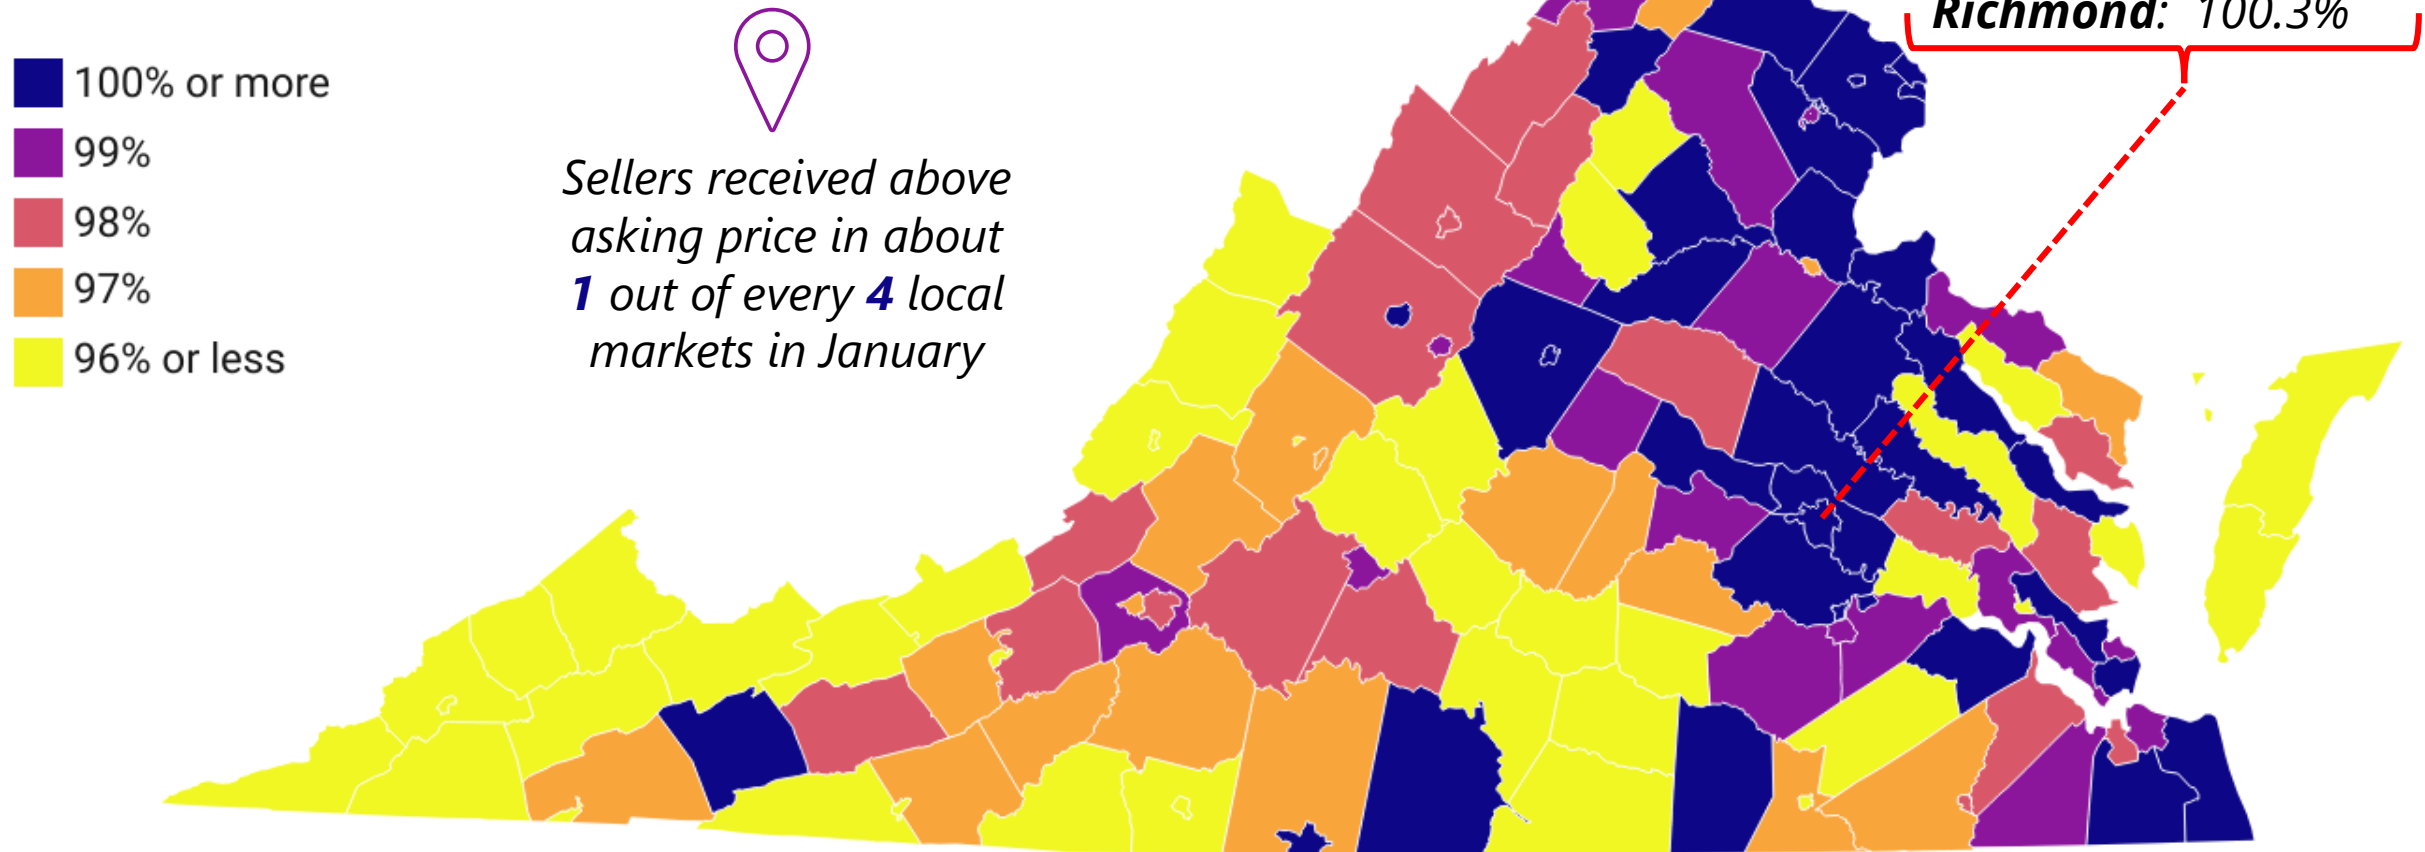 Richmond: 100.3%
100% or more
99%
98%
97%
96% or less
Sellers received above
asking price in about
1 out of every 4 local
markets in January